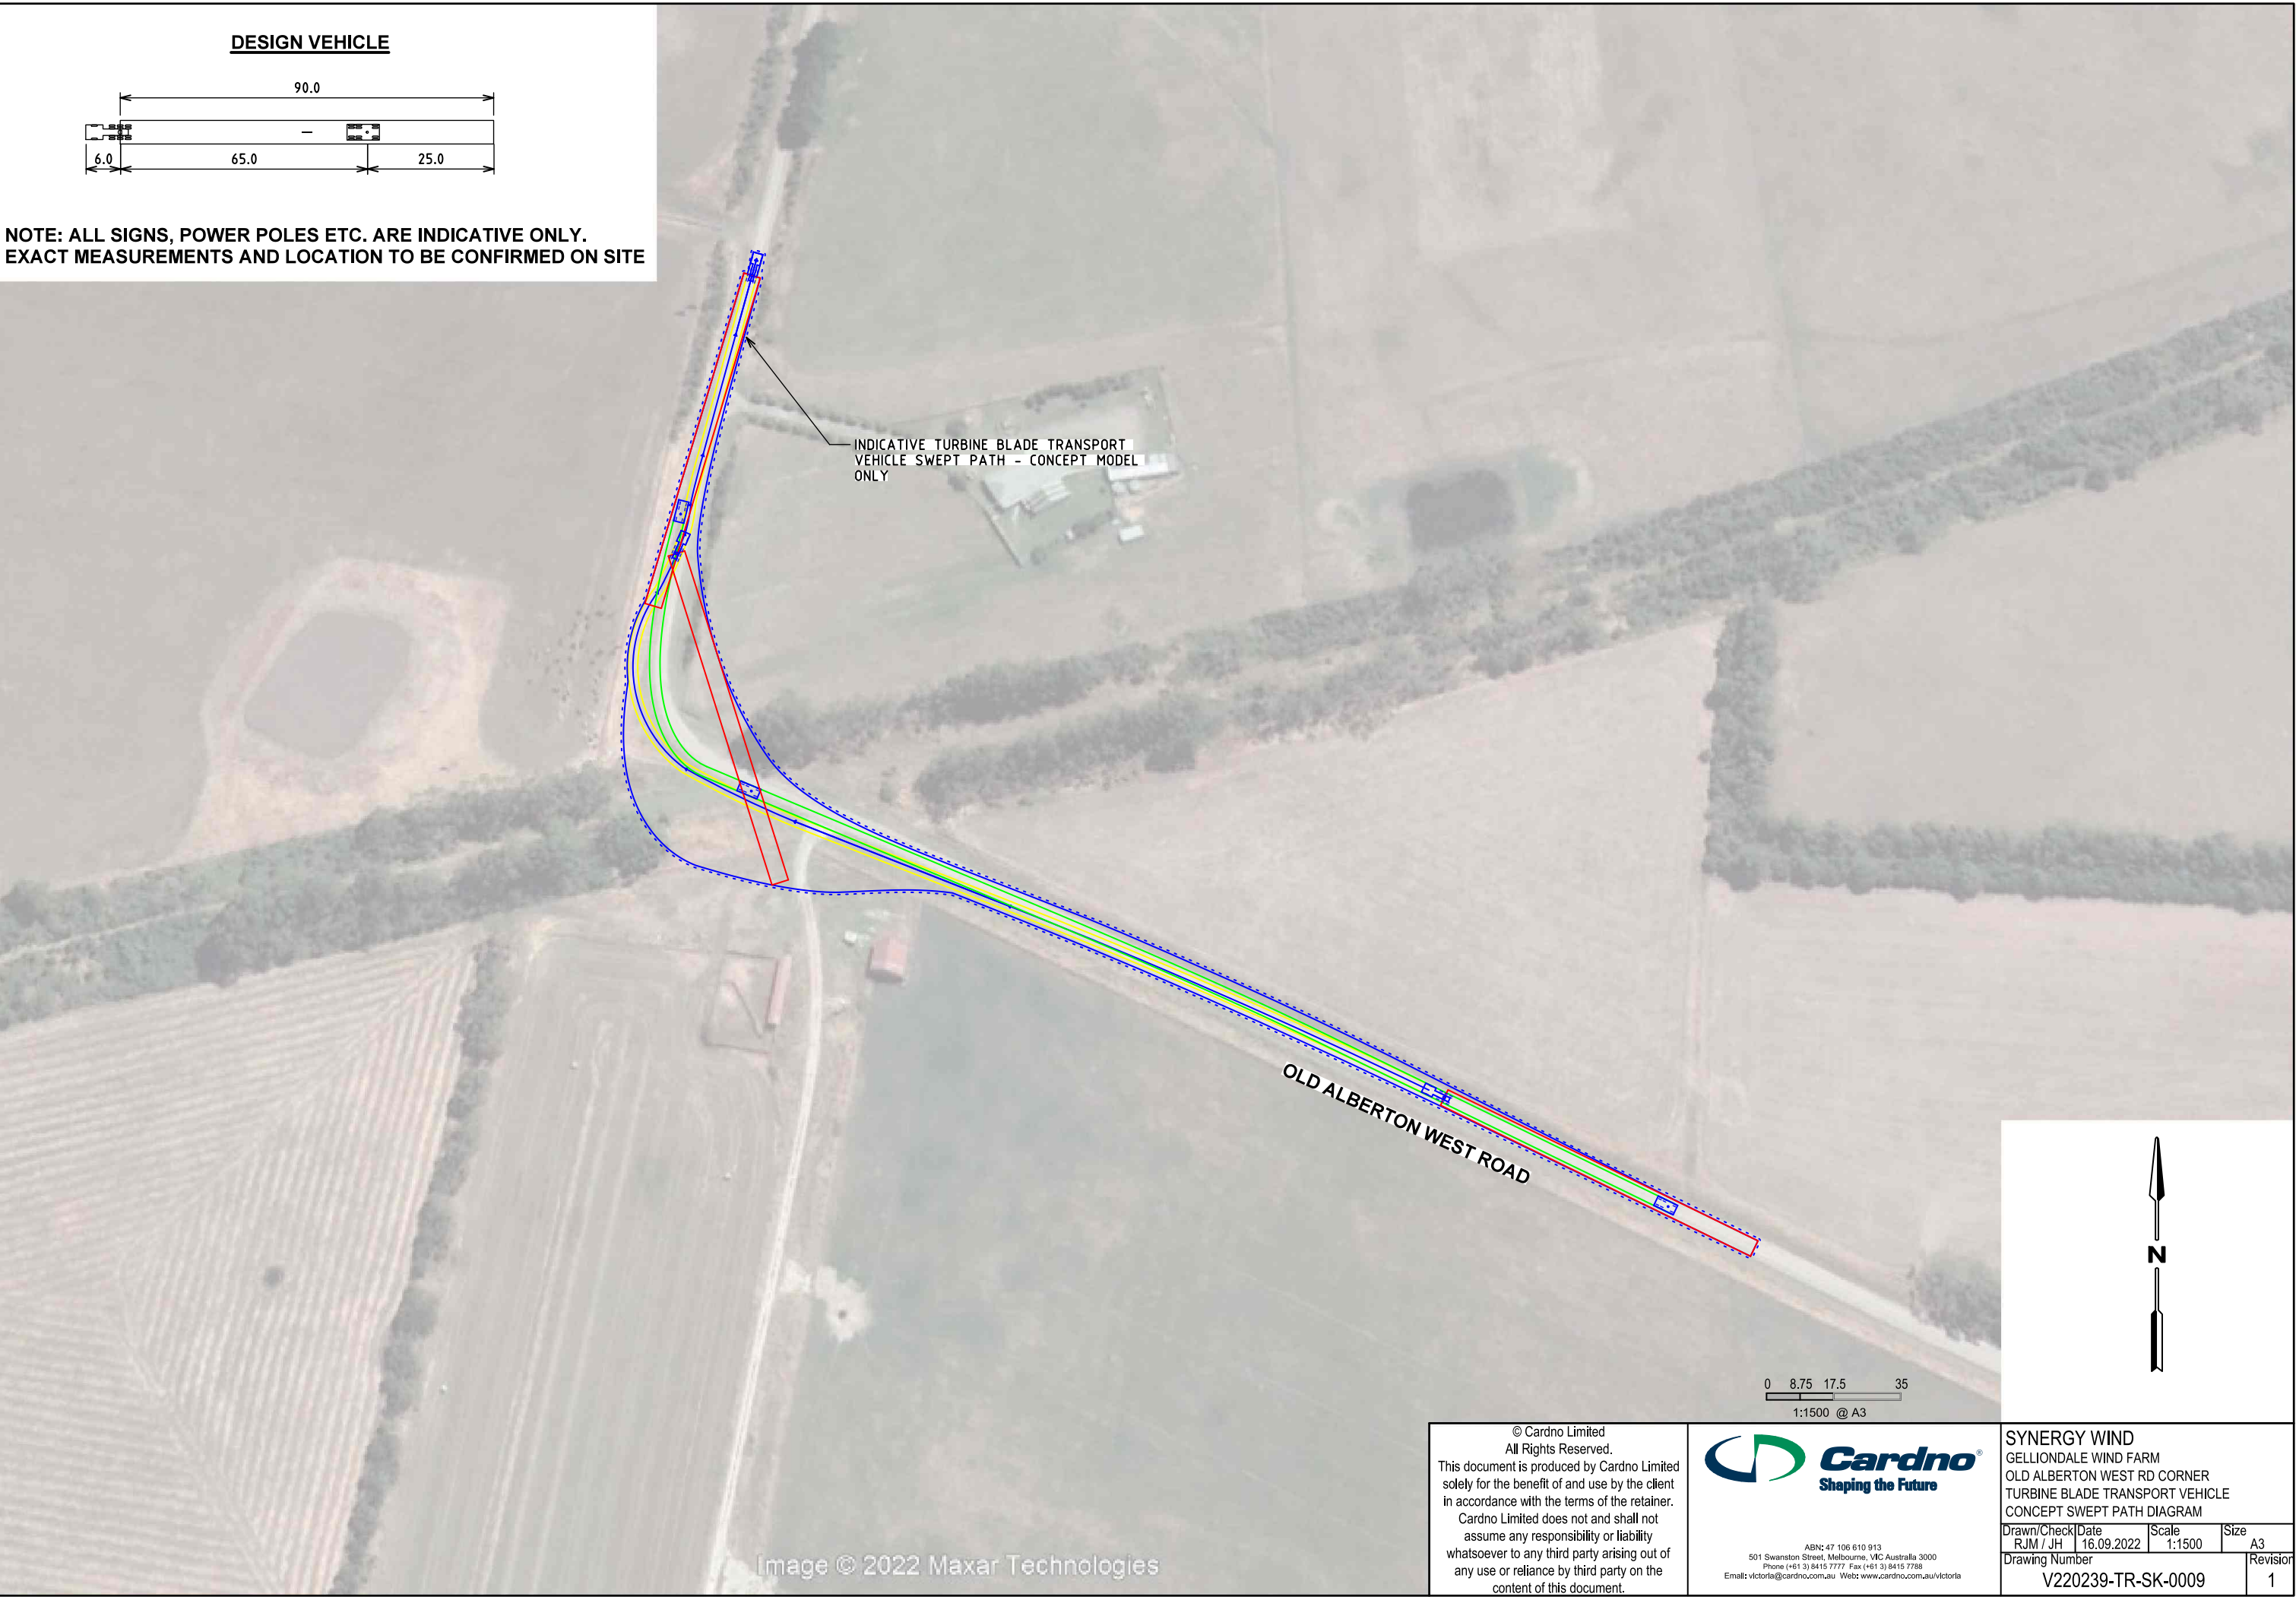 DESIGN VEHICLE
90.0
6.0
65.0
25.0
NOTE: ALL SIGNS, POWER POLES ETC. ARE INDICATIVE ONLY.
EXACT MEASUREMENTS AND LOCATION TO BE CONFIRMED ON SITE
INDICATIVE TURBINE BLADE TRANSPORT
VEHICLE SWEPT PATH - CONCEPT MODEL
ONLY
OLD ALBERTON WEST ROAD
N
0 8.75 17.5 35
1:1500 @ A3
Image © 2022 Maxar Technologies
© Cardno Limited
All Rights Reserved.
This document is produced by Cardno Limited
solely for the benefit of and use by the client
in accordance with the terms of the retainer.
Cardno Limited does not and shall not
assume any responsibility or liability
whatsoever to any third party arising out of
any use or reliance by third party on the
content of this document.
Cardno®
Shaping the Future
ABN: 47 106 610 913
501 Swanston Street, Melbourne, VIC Australia 3000
Phone (+61 3) 8415 7777 Fax (+61 3) 8415 7788
Email: victoria@cardno.com.au Web: www.cardno.com.au/victoria
SYNERGY WIND
GELLIONDALE WIND FARM
OLD ALBERTON WEST RD CORNER
TURBINE BLADE TRANSPORT VEHICLE
CONCEPT SWEPT PATH DIAGRAM
Drawn/Check Date Scale Size
RJM / JH 16.09.2022 1:1500 A3
Drawing Number Revision
V220239-TR-SK-0009 1